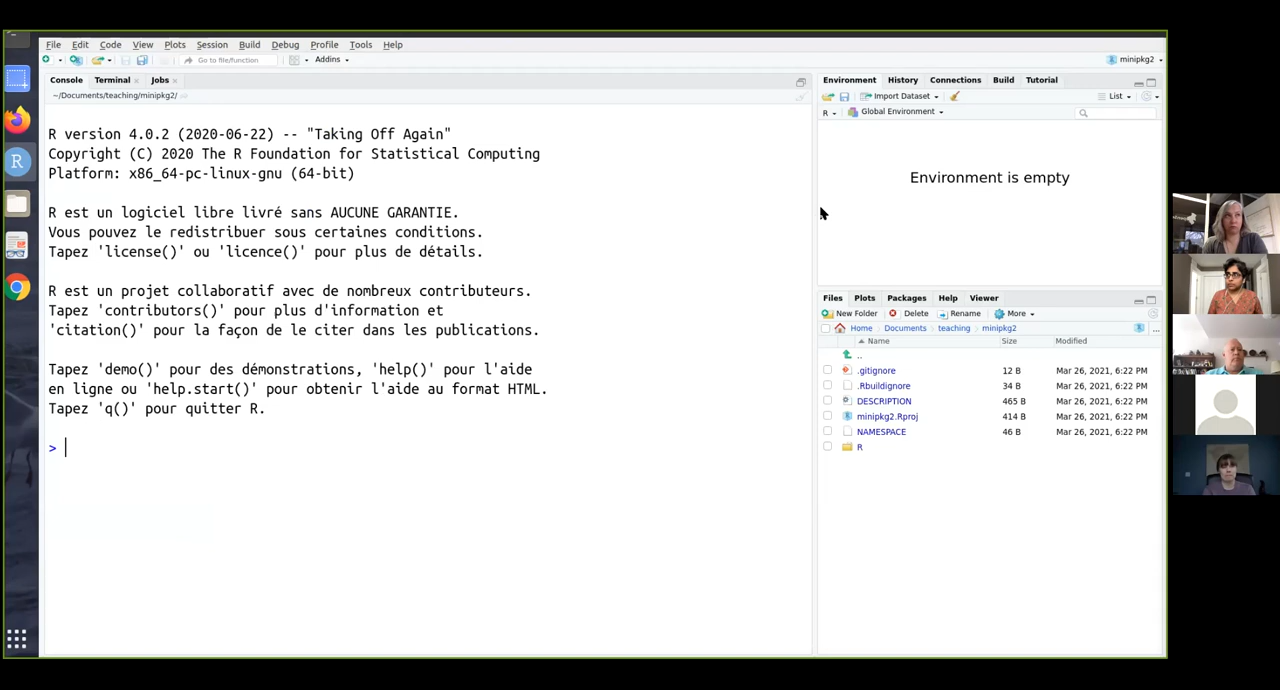 File Edit Code View Plots Session Build Debug Profile Tools Help
Go to file/function Addins minipkg2
Console Terminal Jobs
~/Documents/teaching/minipkg2/
R version 4.0.2 (2020-06-22) -- "Taking Off Again"
Copyright (C) 2020 The R Foundation for Statistical Computing
Platform: x86_64-pc-linux-gnu (64-bit)
R est un logiciel libre livré sans AUCUNE GARANTIE.
Vous pouvez le redistribuer sous certaines conditions.
Tapez 'license()' ou 'licence()' pour plus de détails.
R est un projet collaboratif avec de nombreux contributeurs.
Tapez 'contributors()' pour plus d'information et
'citation()' pour la façon de le citer dans les publications.
Tapez 'demo()' pour des démonstrations, 'help()' pour l'aide
en ligne ou 'help.start()' pour obtenir l'aide au format HTML.
Tapez 'q()' pour quitter R.
>
Environment History Connections Build Tutorial
Import Dataset List
R Global Environment
Environment is empty
Files Plots Packages Help Viewer
New Folder Delete Rename More
Home Documents teaching minipkg2 ...
Name Size Modified
..
.gitignore 12 B Mar 26, 2021, 6:22 PM
.Rbuildignore 34 B Mar 26, 2021, 6:22 PM
DESCRIPTION 465 B Mar 26, 2021, 6:22 PM
minipkg2.Rproj 414 B Mar 26, 2021, 6:22 PM
NAMESPACE 46 B Mar 26, 2021, 6:22 PM
R